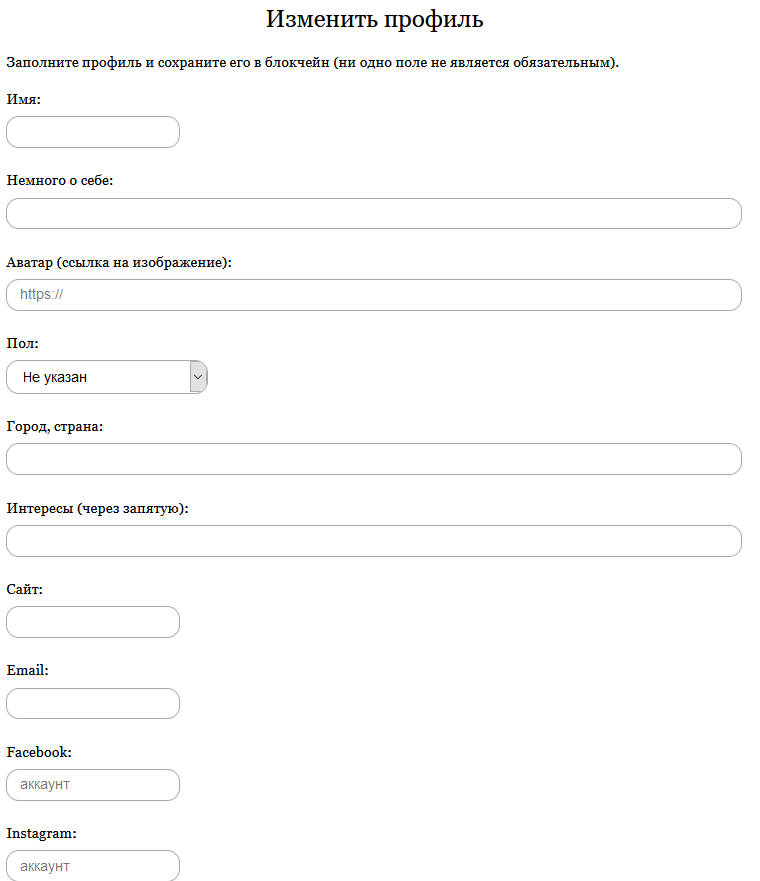 Изменить профиль
Заполните профиль и сохраните его в блокчейн (ни одно поле не является обязательным).
Имя:
Немного о себе:
Аватар (ссылка на изображение):
https://
Пол:
Не указан
Город, страна:
Интересы (через запятую):
Сайт:
Email:
Facebook:
аккаунт
Instagram:
аккаунт